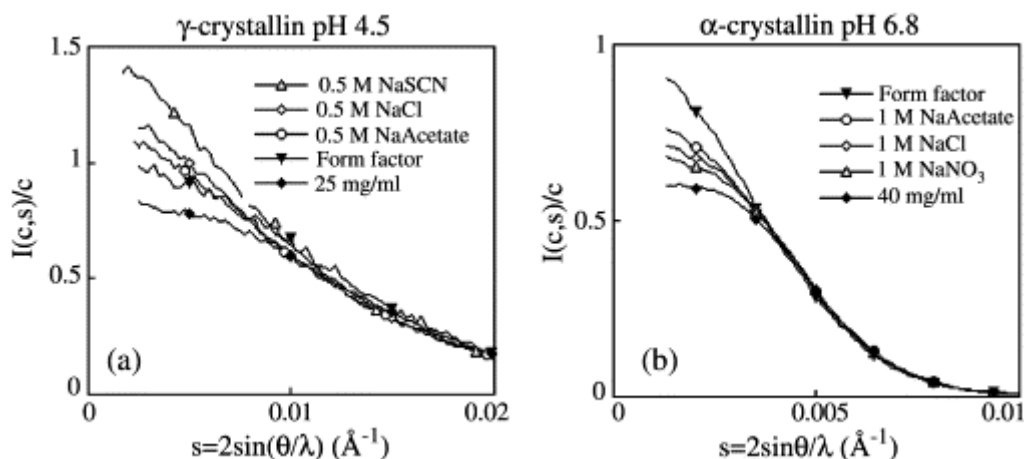 γ-crystallin pH 4.5
1.5
1
0.5
0
I(c,s)/c
0.5 M NaSCN
0.5 M NaCl
0.5 M NaAcetate
Form factor
25 mg/ml
(a)
0
0.01
0.02
s=2sin(θ/λ) (Å⁻¹)
α-crystallin pH 6.8
1
0.5
0
I(c,s)/c
Form factor
1 M NaAcetate
1 M NaCl
1 M NaNO₃
40 mg/ml
(b)
0
0.005
0.01
s=2sinθ/λ (Å⁻¹)